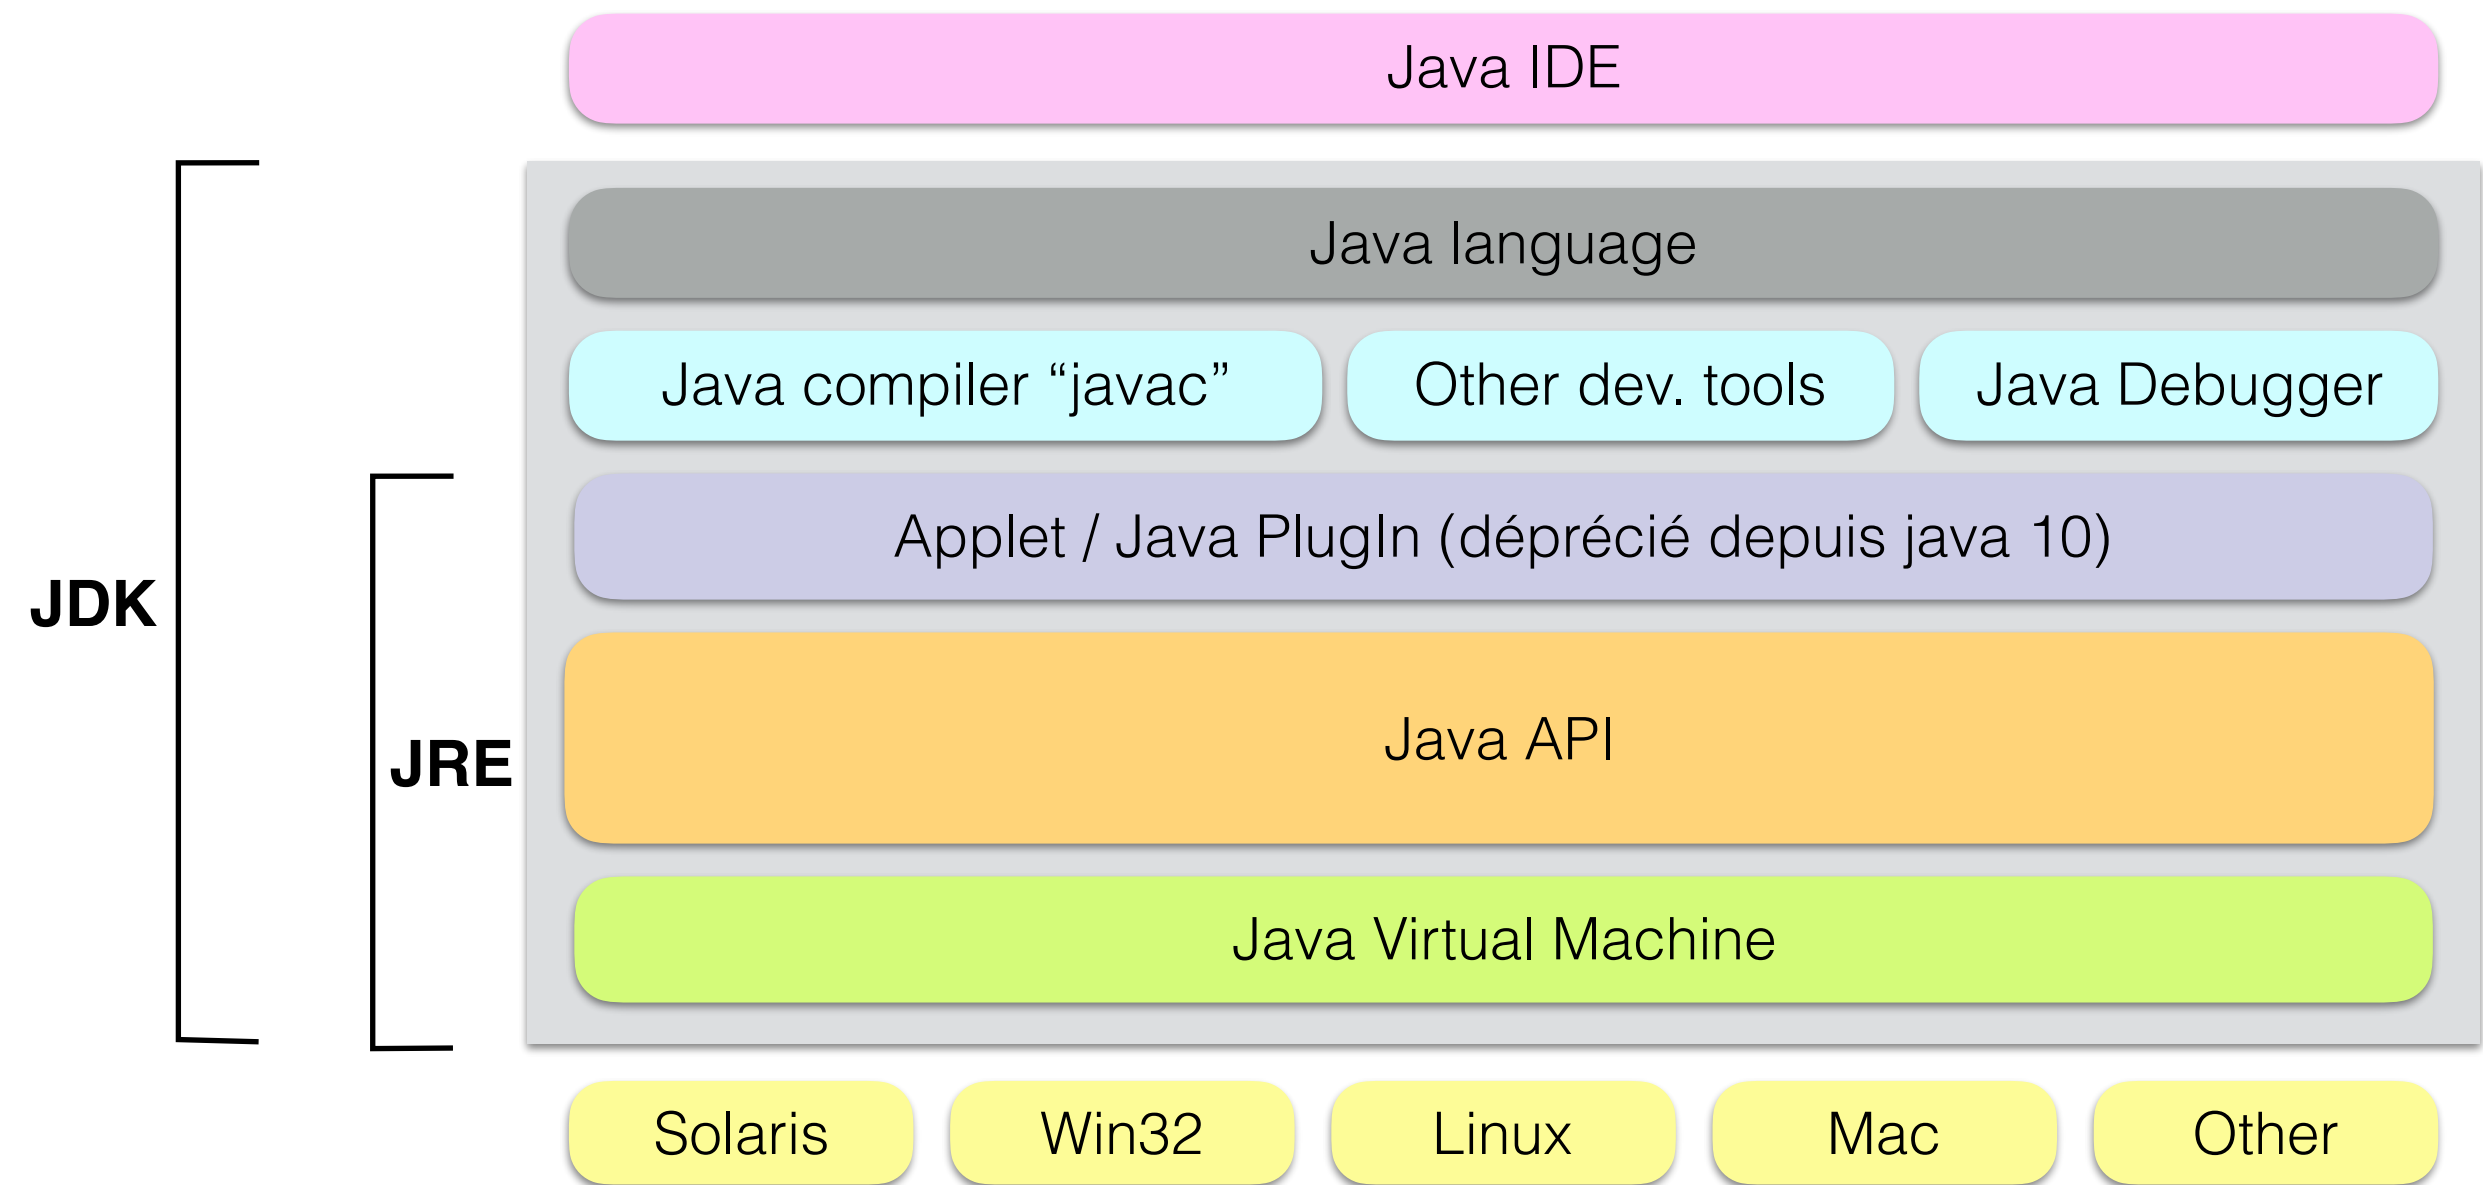 Java IDE
Java language
Java compiler “javac”
Other dev. tools
Java Debugger
Applet / Java PlugIn (déprécié depuis java 10)
JDK
JRE
Java API
Java Virtual Machine
Solaris
Win32
Linux
Mac
Other